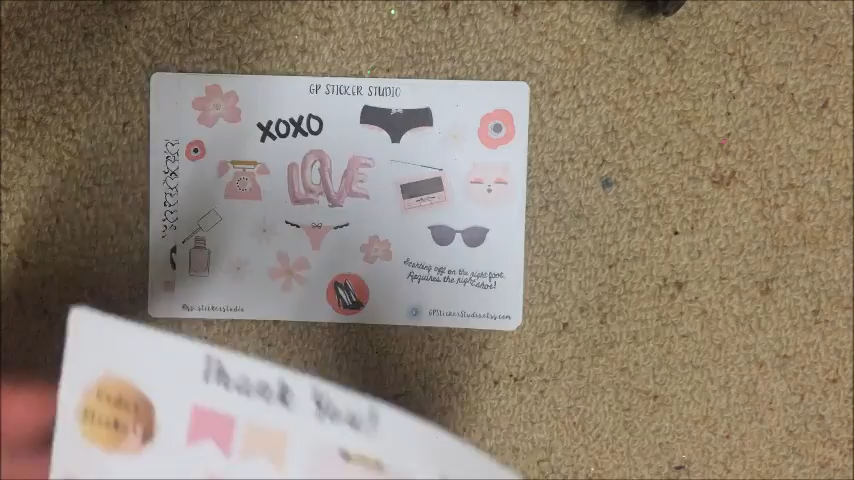 GP STICKER STUDIO
XOXO
LOVE
Starting off on the right foot,
Requires the right shoe!
GPStickerStudio.etsy.com
Thank You!